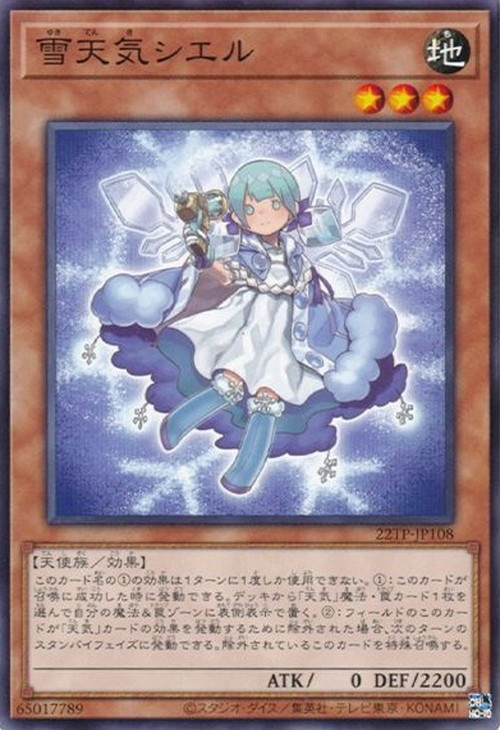 雪天気シエル
地
22TP-JP108
【天使族/効果】
このカード名の①の効果は1ターンに1度しか使用できない。①:このカードが
召喚に成功した時に発動できる。デッキから「天気」魔法・罠カード1枚を
選んで自分の魔法&罠ゾーンに表側表示で置く。②:フィールドのこのカー
ドが「天気」カードの効果を発動するために除外された場合、次のターンの
スタンバイフェイズに発動できる。除外されているこのカードを特殊召喚する。
ATK/ 0 DEF/2200
65017789 ©スタジオ・ダイス/集英社・テレビ東京・KONAMI